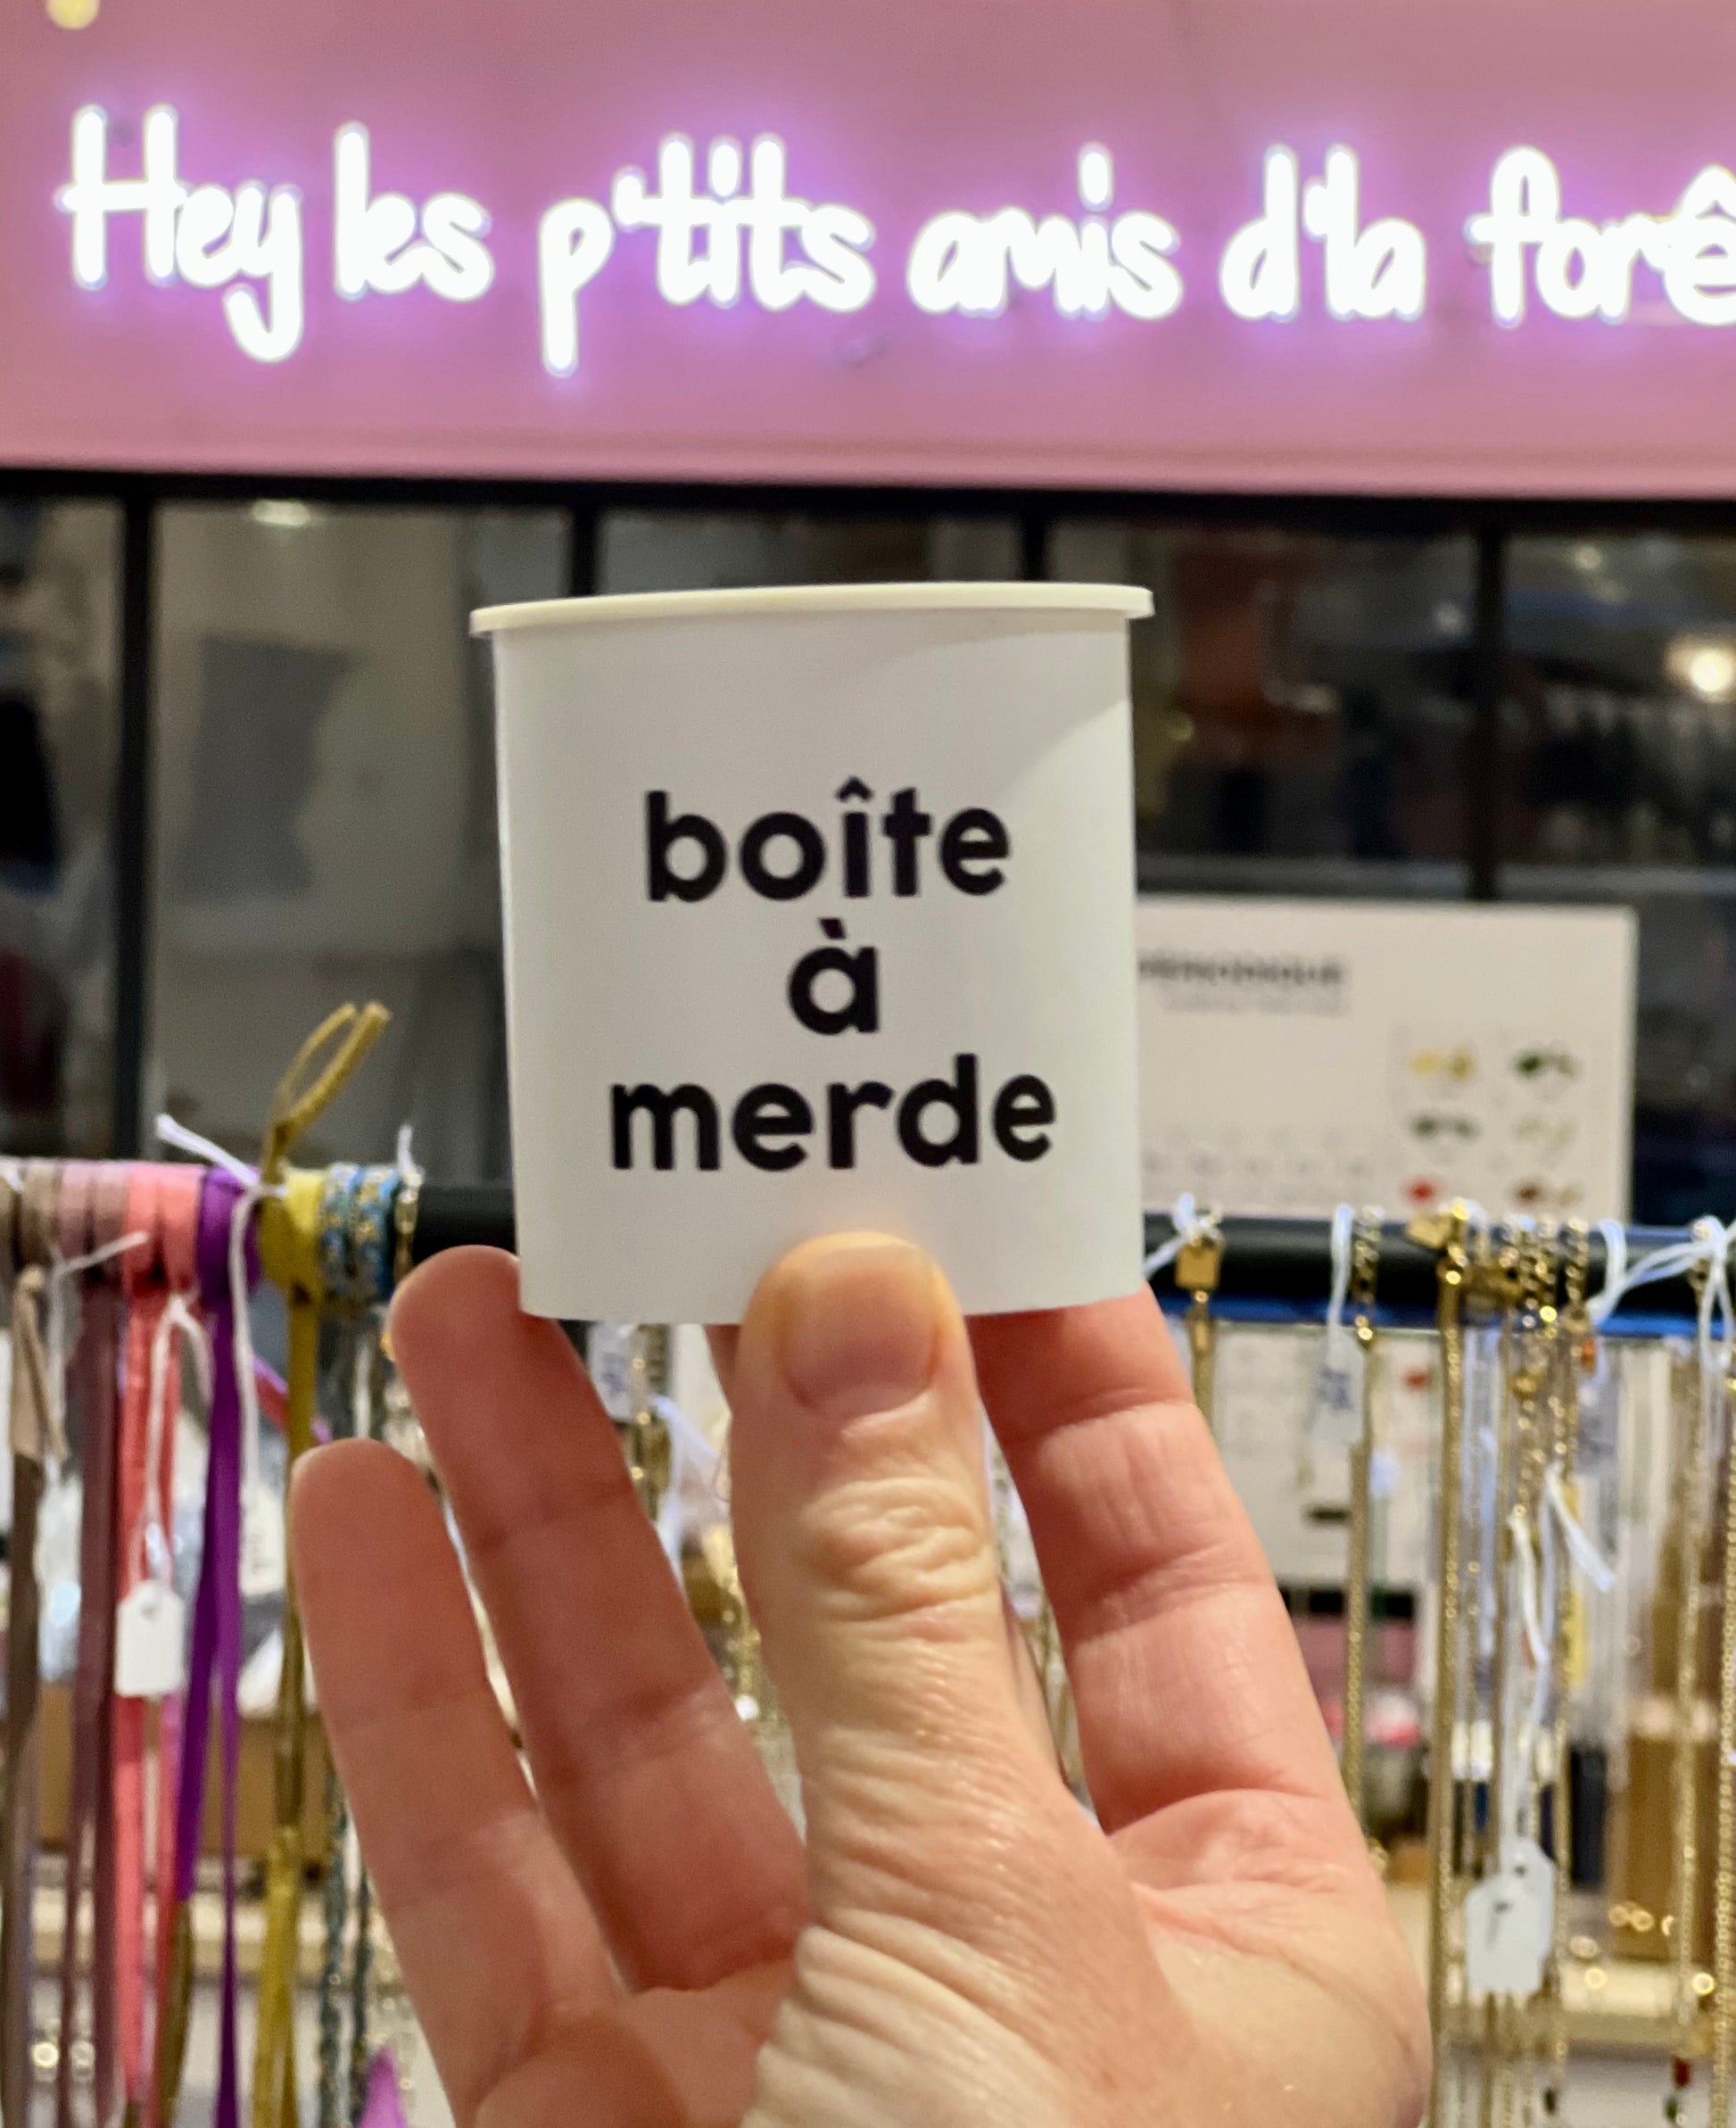 Hey les p'tits amis d'la forê
boîte
à
merde